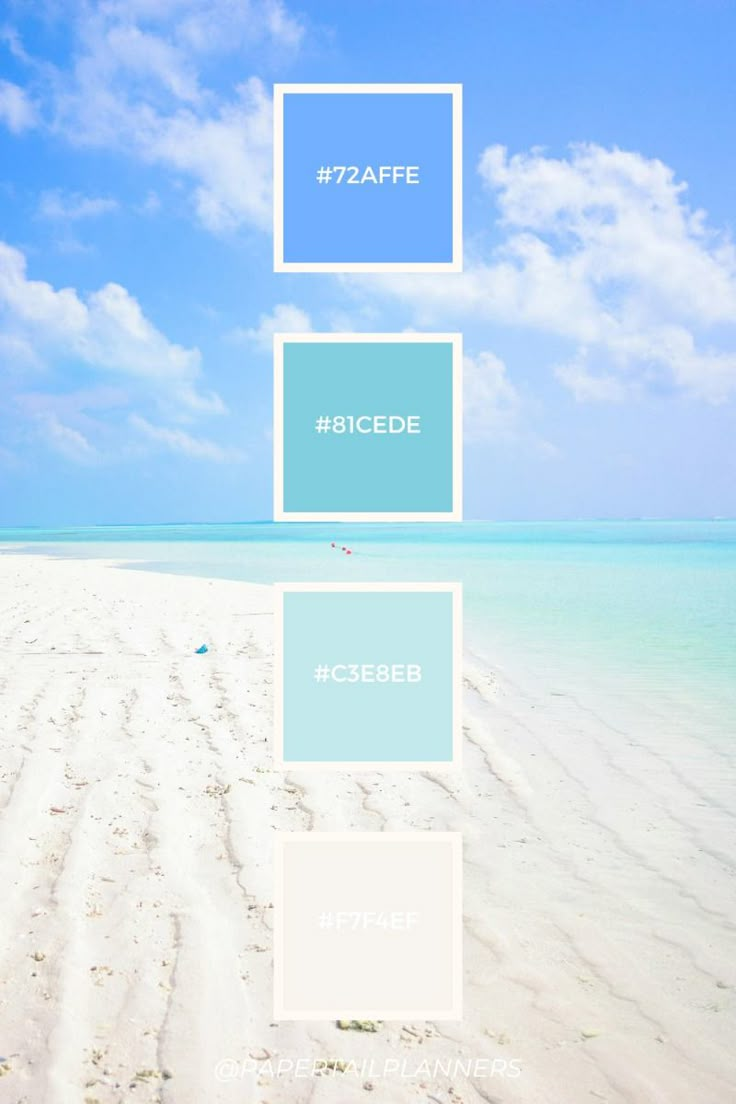 #72AFFE
#81CEDE
#C3E8EB
#F7F4EF
@PAPERTAILPLANNERS